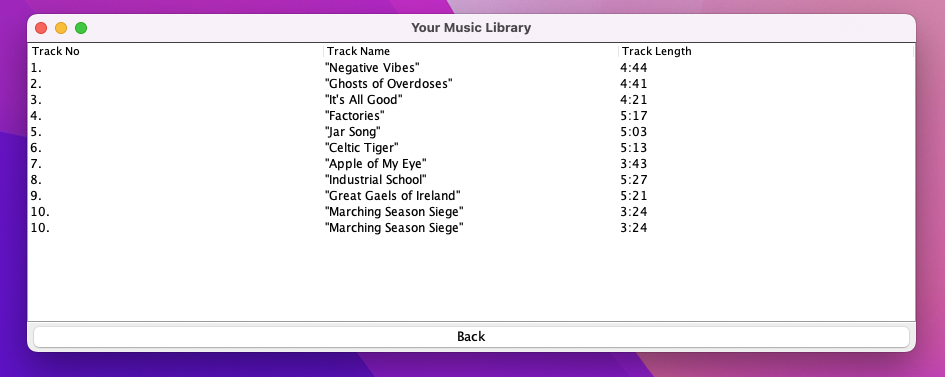 Your Music Library
Track No Track Name Track Length
1. "Negative Vibes" 4:44
2. "Ghosts of Overdoses" 4:41
3. "It's All Good" 4:21
4. "Factories" 5:17
5. "Jar Song" 5:03
6. "Celtic Tiger" 5:13
7. "Apple of My Eye" 3:43
8. "Industrial School" 5:27
9. "Great Gaels of Ireland" 5:21
10. "Marching Season Siege" 3:24
10. "Marching Season Siege" 3:24
Back